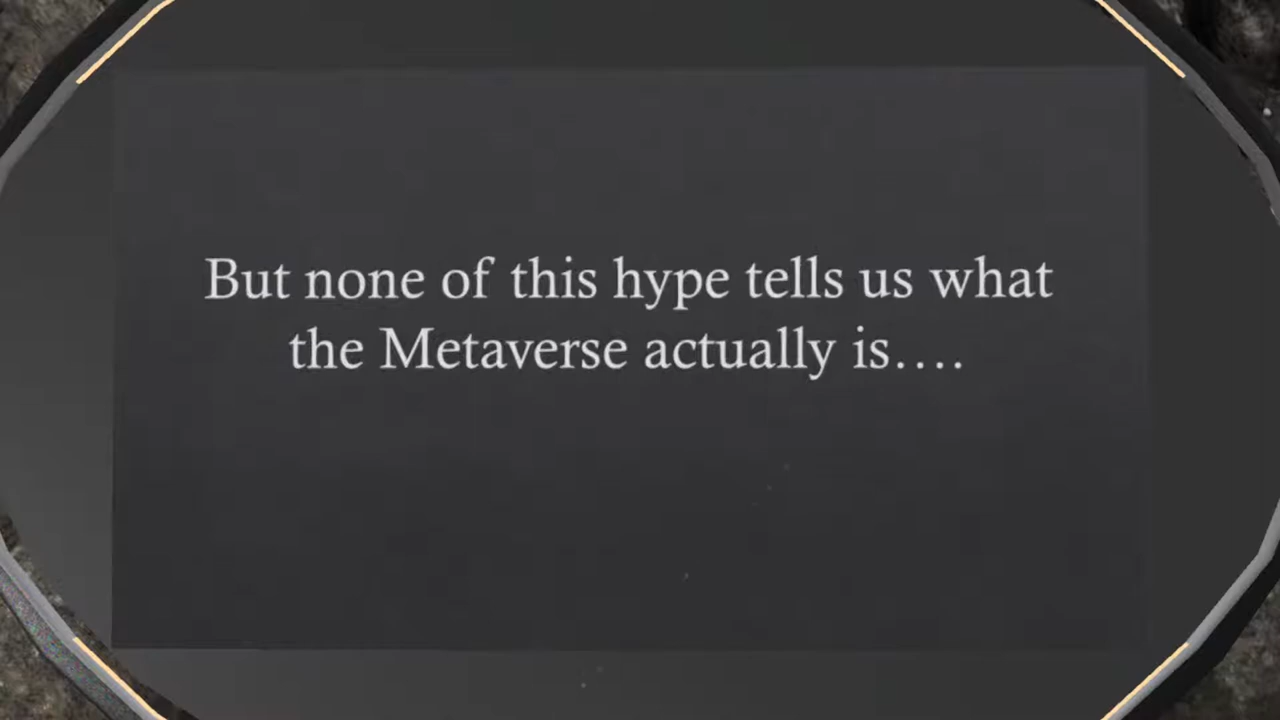 But none of this hype tells us what
the Metaverse actually is….